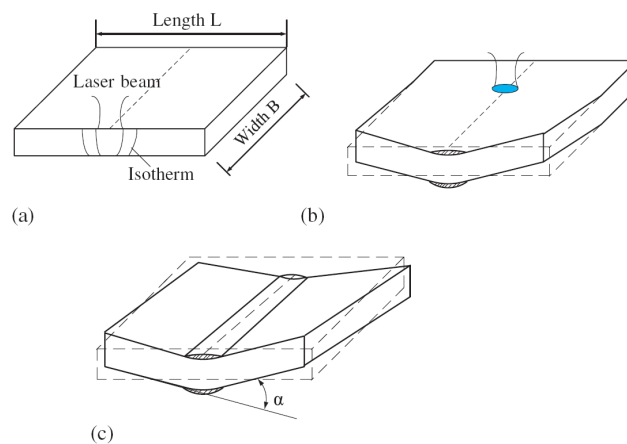 Length L
Laser beam
Width B
Isotherm
(a)
(b)
α
(c)